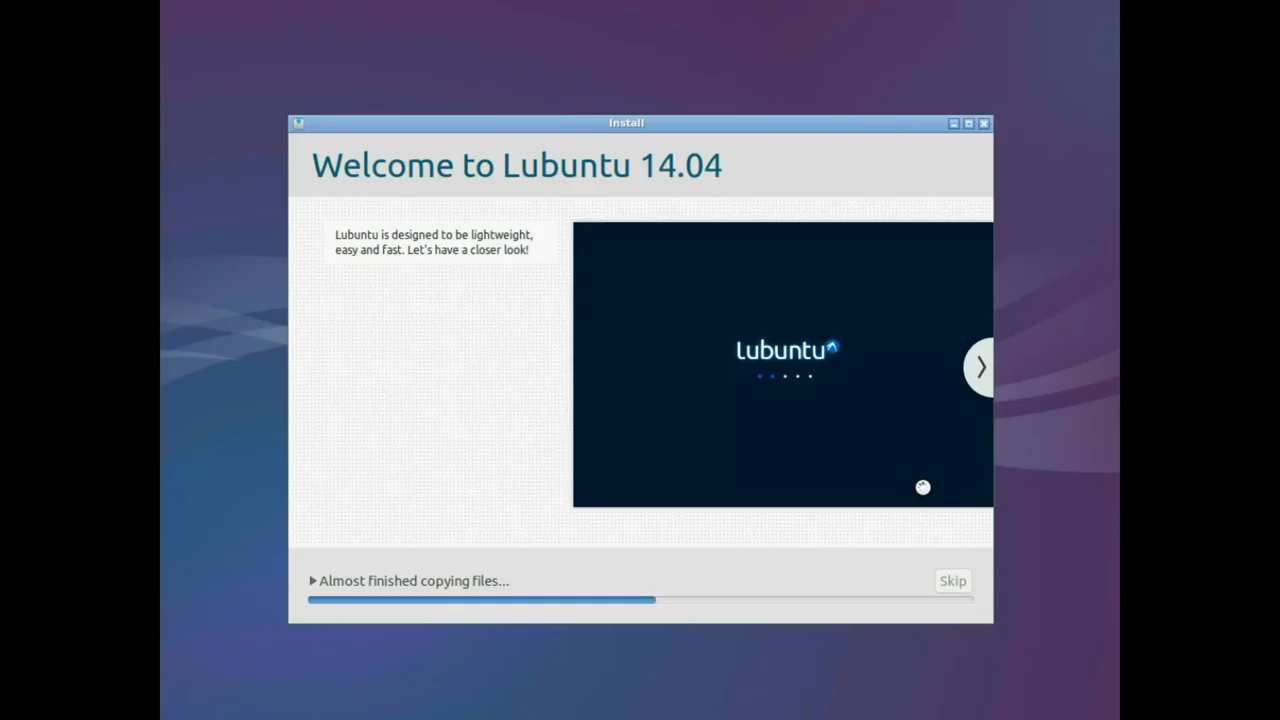 Install
Welcome to Lubuntu 14.04
Lubuntu is designed to be lightweight,
easy and fast. Let's have a closer look!
lubuntu
Almost finished copying files...
Skip